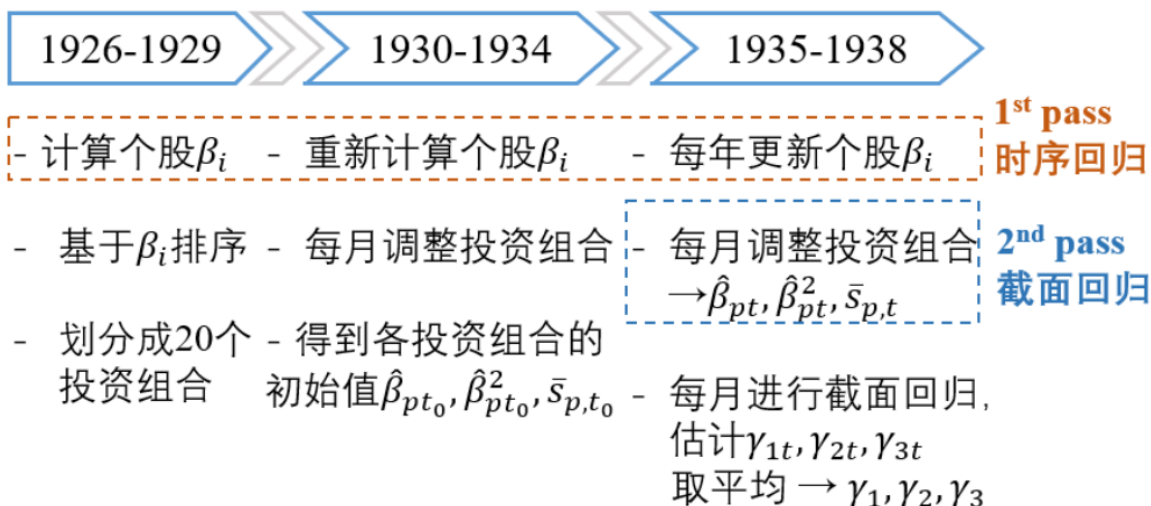 1926-1929
1930-1934
1935-1938
1st pass
时序回归
- 计算个股βᵢ
- 重新计算个股βᵢ
- 每年更新个股βᵢ
- 基于βᵢ排序
- 每月调整投资组合
- 每月调整投资组合
→β̂ₚₜ, β̂²ₚₜ, s̄ₚ,ₜ
2nd pass
截面回归
- 划分成20个
投资组合
- 得到各投资组合的
初始值β̂ₚₜ₀, β̂²ₚₜ₀, s̄ₚ,ₜ₀
- 每月进行截面回归,
估计γ₁ₜ, γ₂ₜ, γ₃ₜ
取平均 → γ₁, γ₂, γ₃